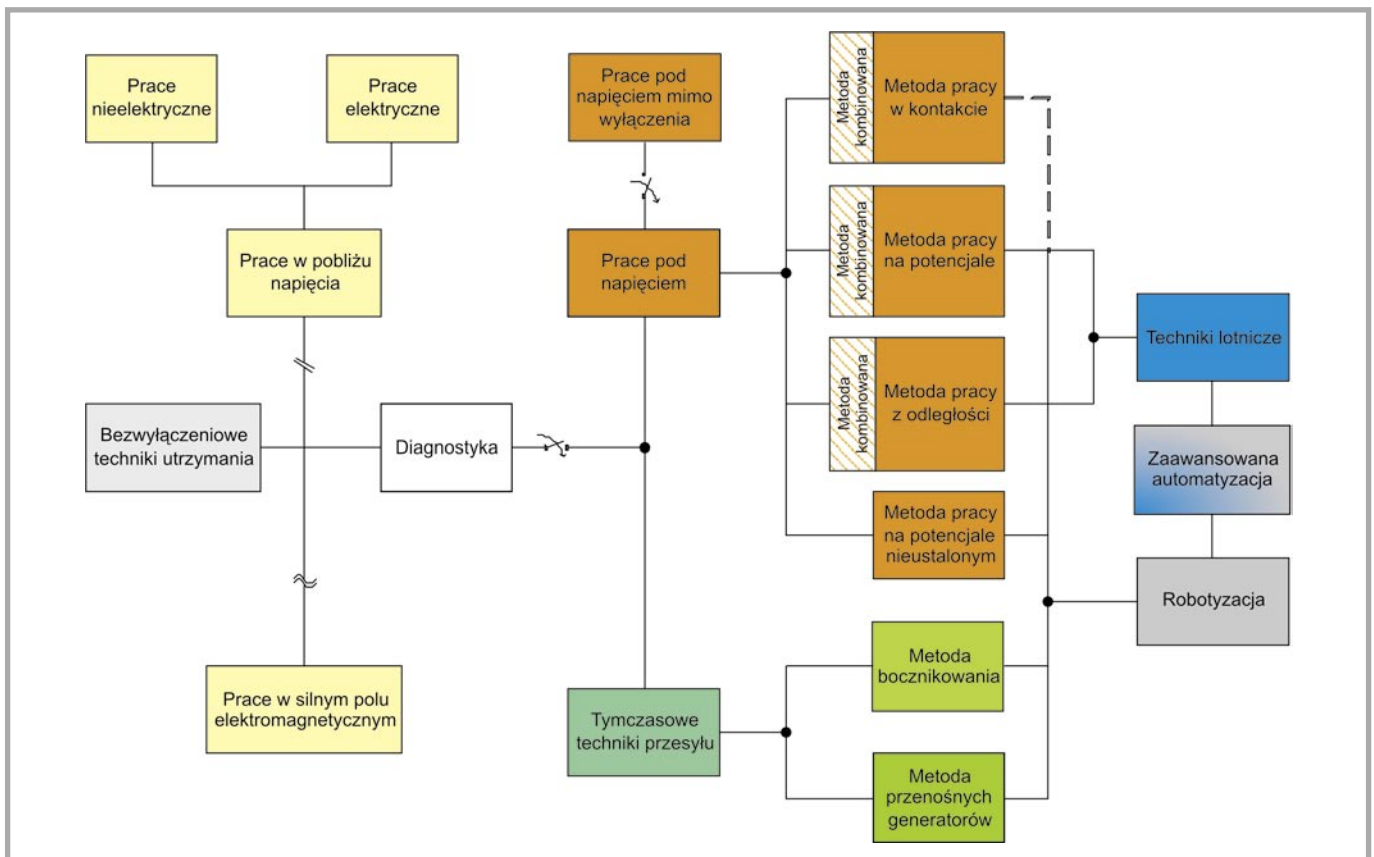 Prace
nieelektryczne
Prace
elektryczne
Prace pod
napięciem mimo
wyłączenia
Metoda
kombinowana
Metoda pracy
w kontakcie
Prace w pobliżu
napięcia
Prace pod
napięciem
Metoda
kombinowana
Metoda pracy
na potencjale
Techniki lotnicze
Metoda
kombinowana
Metoda pracy
z odległości
Bezwyłączeniowe
techniki utrzymania
Diagnostyka
Zaawansowana
automatyzacja
Metoda pracy
na potencjale
nieustalonym
Robotyzacja
Metoda
bocznikowania
Prace w silnym polu
elektromagnetycznym
Tymczasowe
techniki przesyłu
Metoda
przenośnych
generatorów